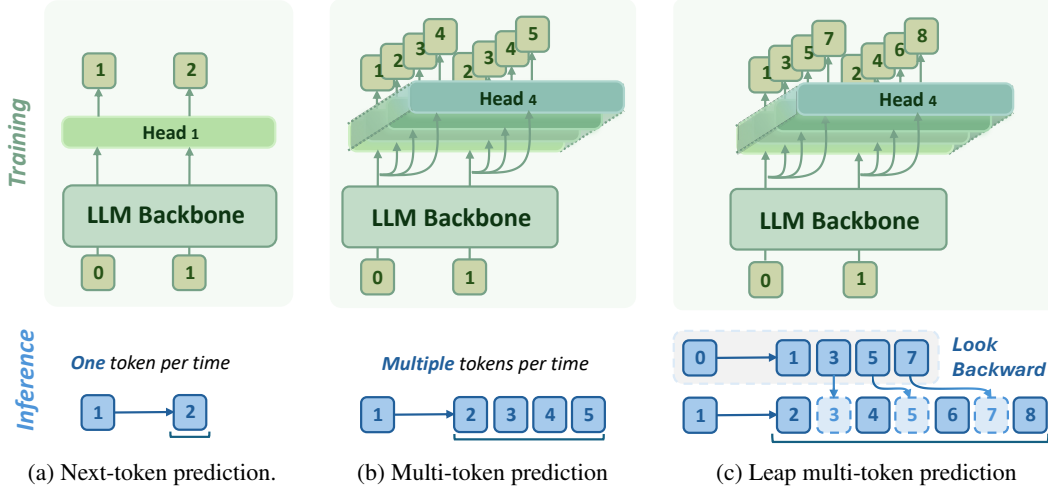 Training
1
2
Head 1
LLM Backbone
0
1
1
2
3
4
2
3
4
5
Head 4
LLM Backbone
0
1
1
3
5
7
2
4
6
8
Head 4
LLM Backbone
0
1
Inference
One token per time
1
2
Multiple tokens per time
1
2 3 4 5
0
1 3 5 7
Look
Backward
1
2 3 4 5 6 7 8
(a) Next-token prediction.
(b) Multi-token prediction
(c) Leap multi-token prediction